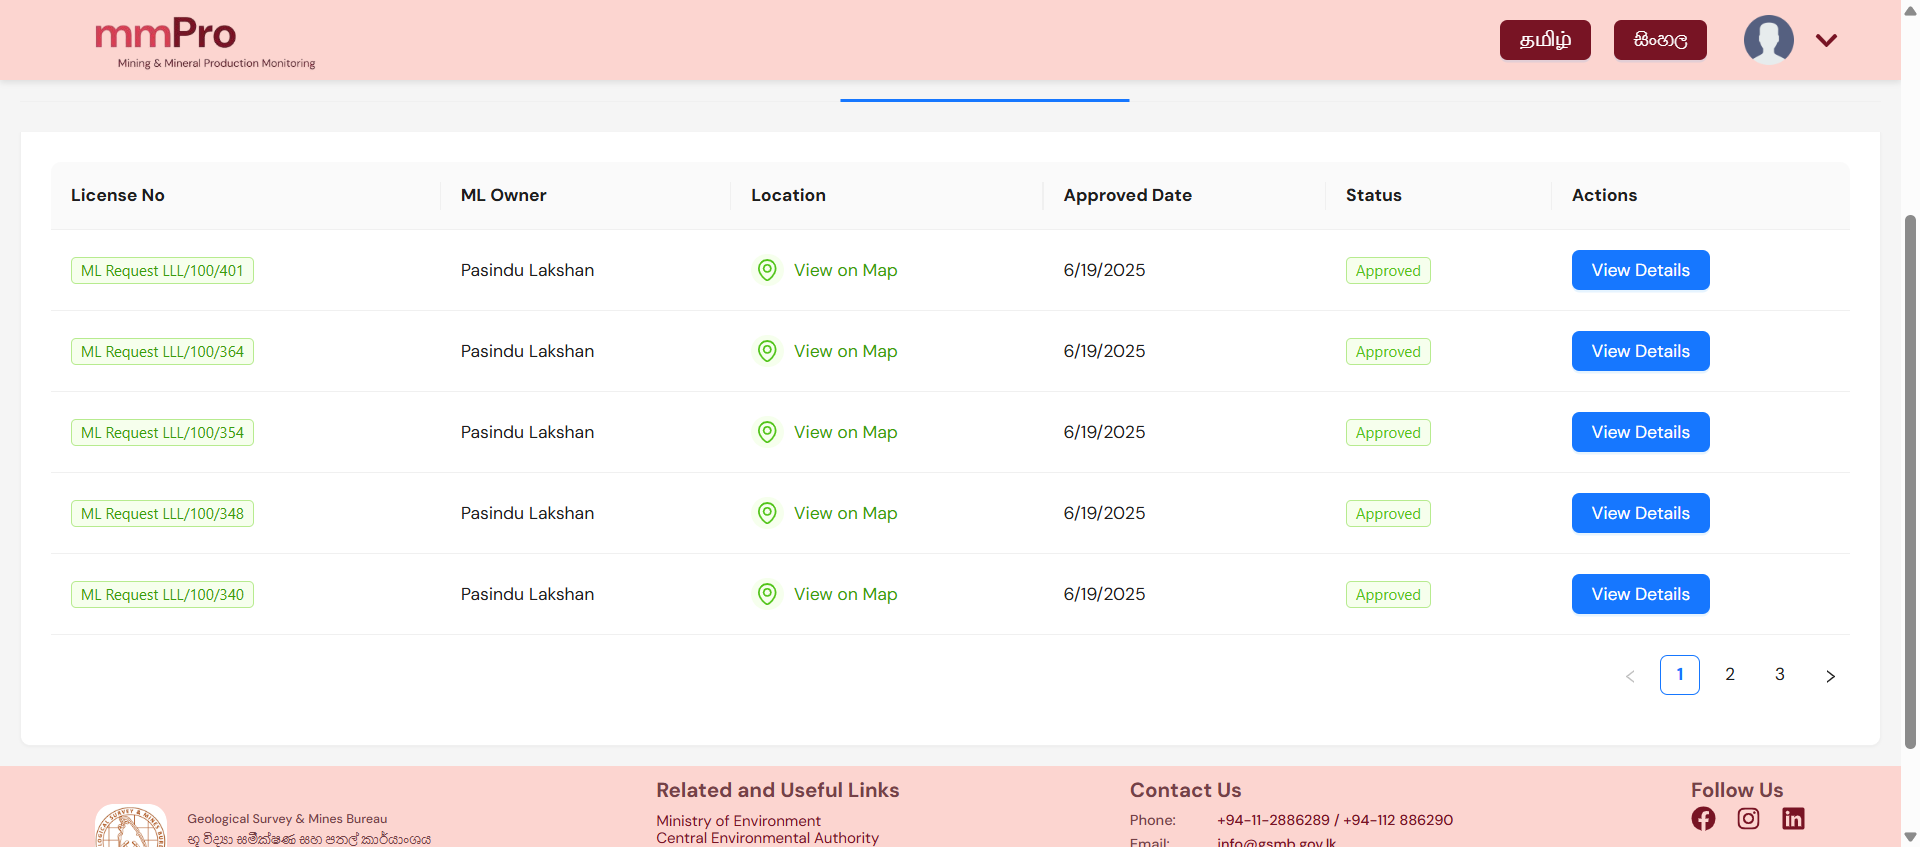 mmPro
Mining & Mineral Production Monitoring
தமிழ்
සිංහල
License No ML Owner Location Approved Date Status Actions
ML Request LLL/100/401 Pasindu Lakshan View on Map 6/19/2025 Approved View Details
ML Request LLL/100/364 Pasindu Lakshan View on Map 6/19/2025 Approved View Details
ML Request LLL/100/354 Pasindu Lakshan View on Map 6/19/2025 Approved View Details
ML Request LLL/100/348 Pasindu Lakshan View on Map 6/19/2025 Approved View Details
ML Request LLL/100/340 Pasindu Lakshan View on Map 6/19/2025 Approved View Details
< 1 2 3 >
Geological Survey & Mines Bureau
භූ විද්‍යා සමීක්ෂණ සහ පතල් කාර්යාංශය
Related and Useful Links
Ministry of Environment
Central Environmental Authority
Contact Us
Phone: +94-11-2886289 / +94-112 886290
Email: info@gsmb.gov.lk
Follow Us